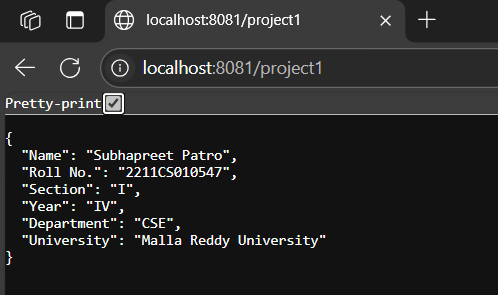 localhost:8081/project1
localhost:8081/project1
Pretty-print
{
"Name": "Subhapreet Patro",
"Roll No.": "2211CS010547",
"Section": "I",
"Year": "IV",
"Department": "CSE",
"University": "Malla Reddy University"
}